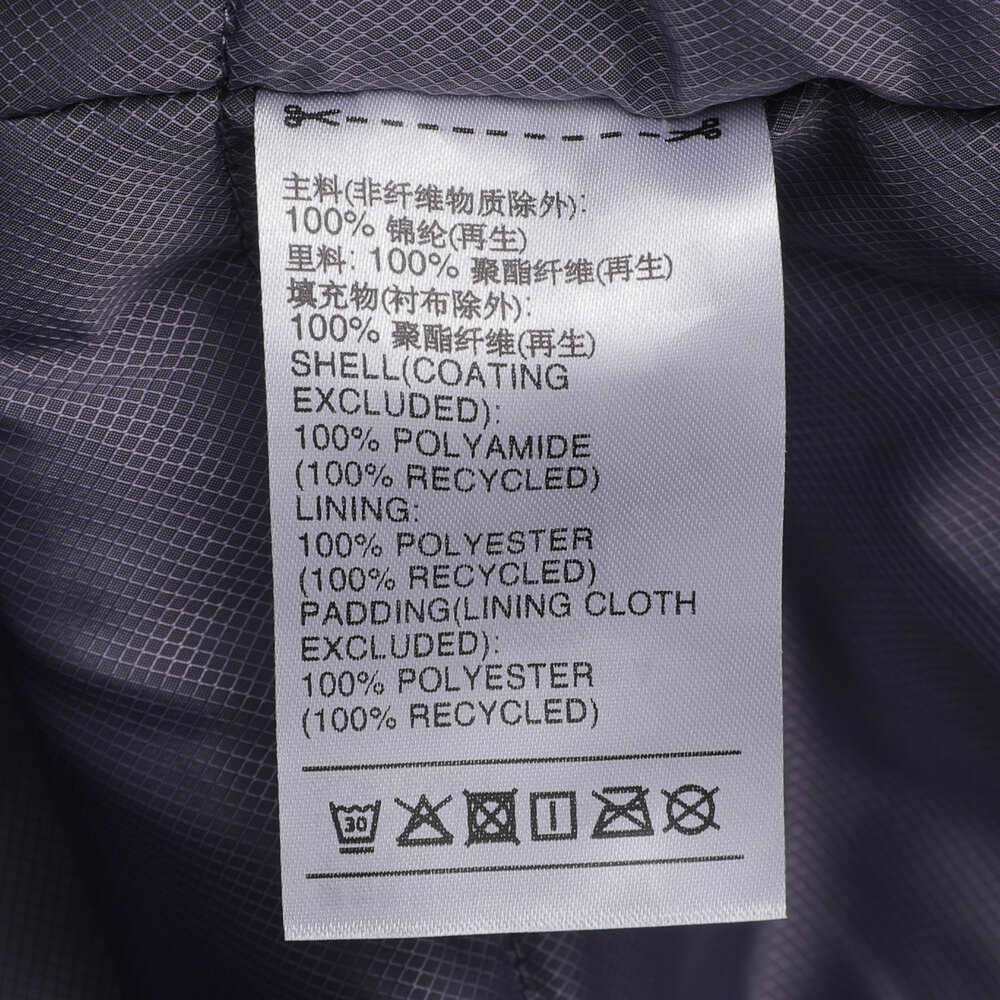 主料(非纤维物质除外):
100% 锦纶(再生)
里料: 100% 聚酯纤维(再生)
填充物(衬布除外):
100% 聚酯纤维(再生)
SHELL(COATING
EXCLUDED):
100% POLYAMIDE
(100% RECYCLED)
LINING:
100% POLYESTER
(100% RECYCLED)
PADDING(LINING CLOTH
EXCLUDED):
100% POLYESTER
(100% RECYCLED)
30